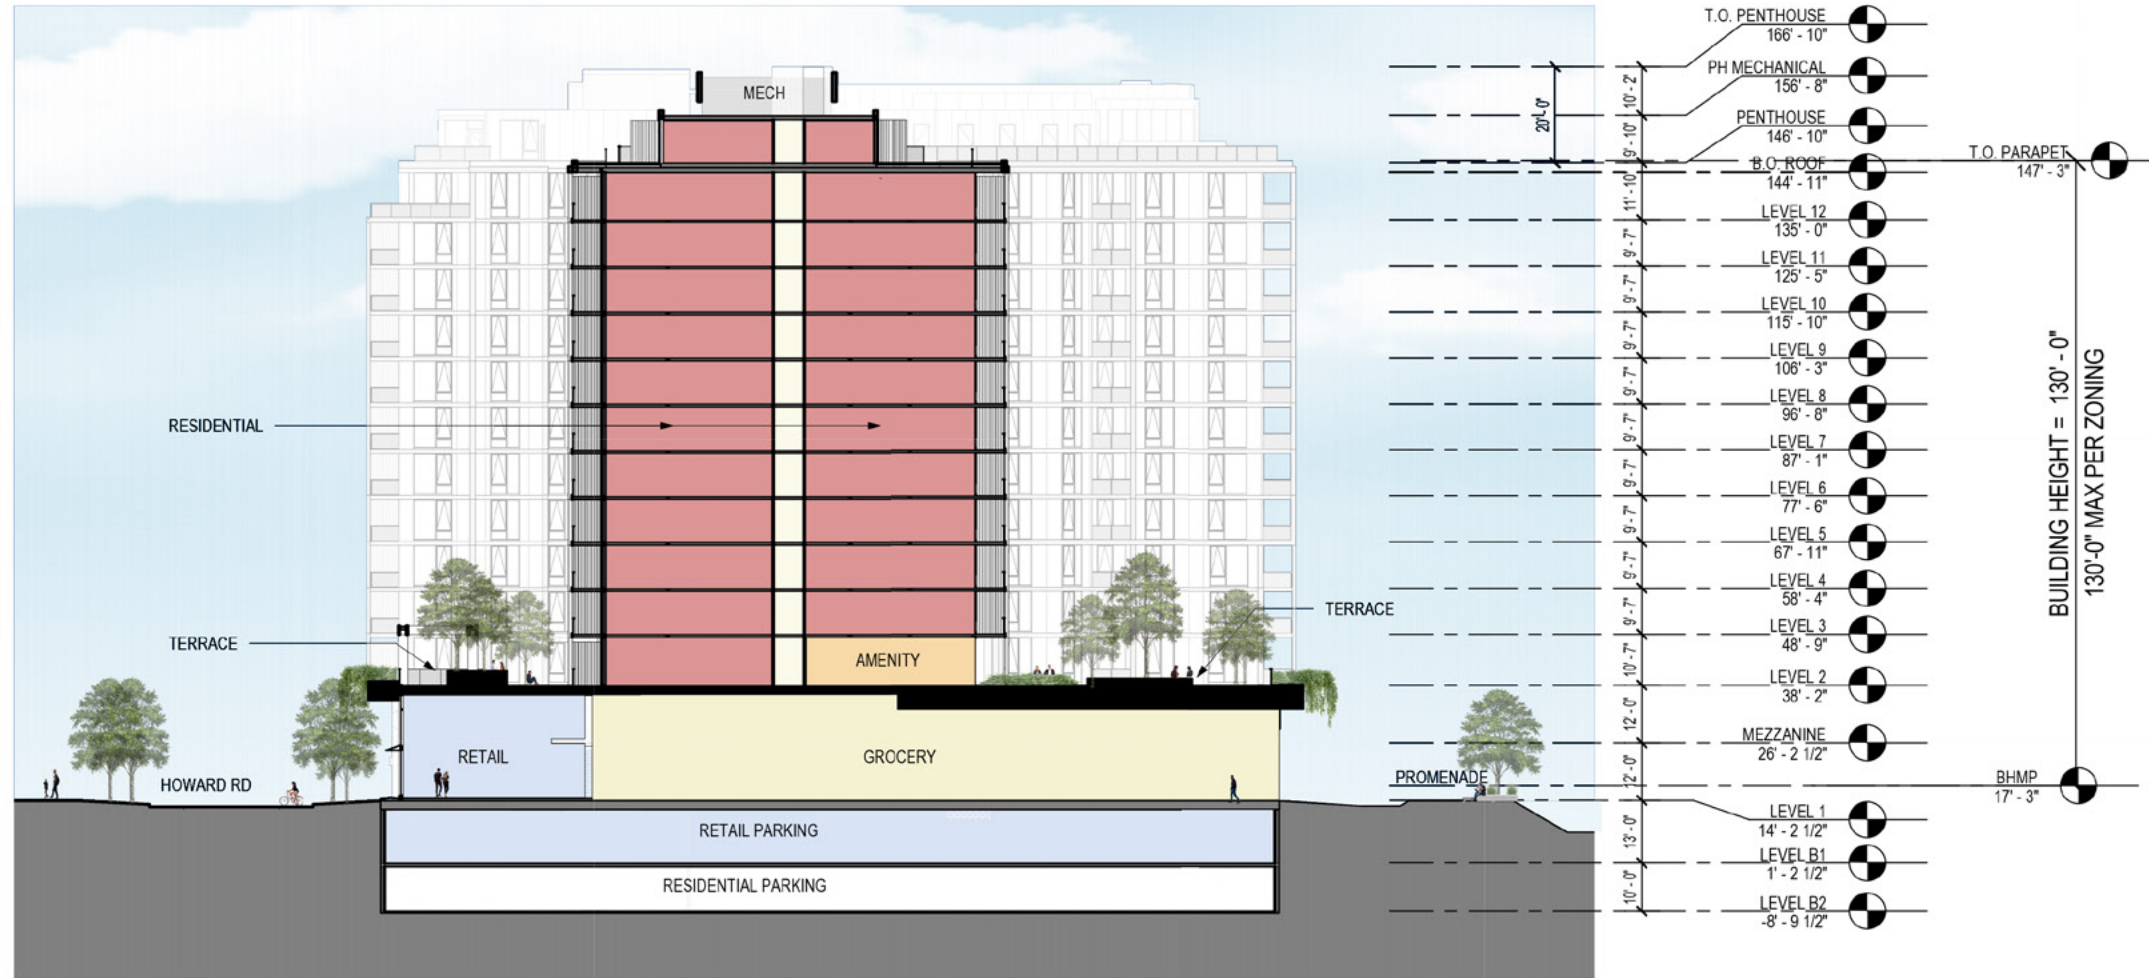 T.O. PENTHOUSE
166' - 10"
PH MECHANICAL
156' - 8"
PENTHOUSE
146' - 10"
T.O. PARAPET
147' - 3"
B.O. ROOF
144' - 11"
LEVEL 12
135' - 0"
LEVEL 11
125' - 5"
LEVEL 10
115' - 10"
LEVEL 9
106' - 3"
LEVEL 8
96' - 8"
LEVEL 7
87' - 1"
LEVEL 6
77' - 6"
LEVEL 5
67' - 11"
LEVEL 4
58' - 4"
LEVEL 3
48' - 9"
LEVEL 2
38' - 2"
MEZZANINE
26' - 2 1/2"
BHMP
17' - 3"
LEVEL 1
14' - 2 1/2"
LEVEL B1
1' - 2 1/2"
LEVEL B2
-8' - 9 1/2"
20'-0"
10' - 2"
9' - 10"
11' - 10"
9' - 7"
9' - 7"
9' - 7"
9' - 7"
9' - 7"
9' - 7"
9' - 7"
9' - 7"
9' - 7"
10' - 7"
12' - 0"
12' - 0"
13' - 0"
10' - 0"
BUILDING HEIGHT = 130' - 0"
130'-0" MAX PER ZONING
MECH
RESIDENTIAL
TERRACE
TERRACE
AMENITY
RETAIL
GROCERY
HOWARD RD
PROMENADE
RETAIL PARKING
RESIDENTIAL PARKING